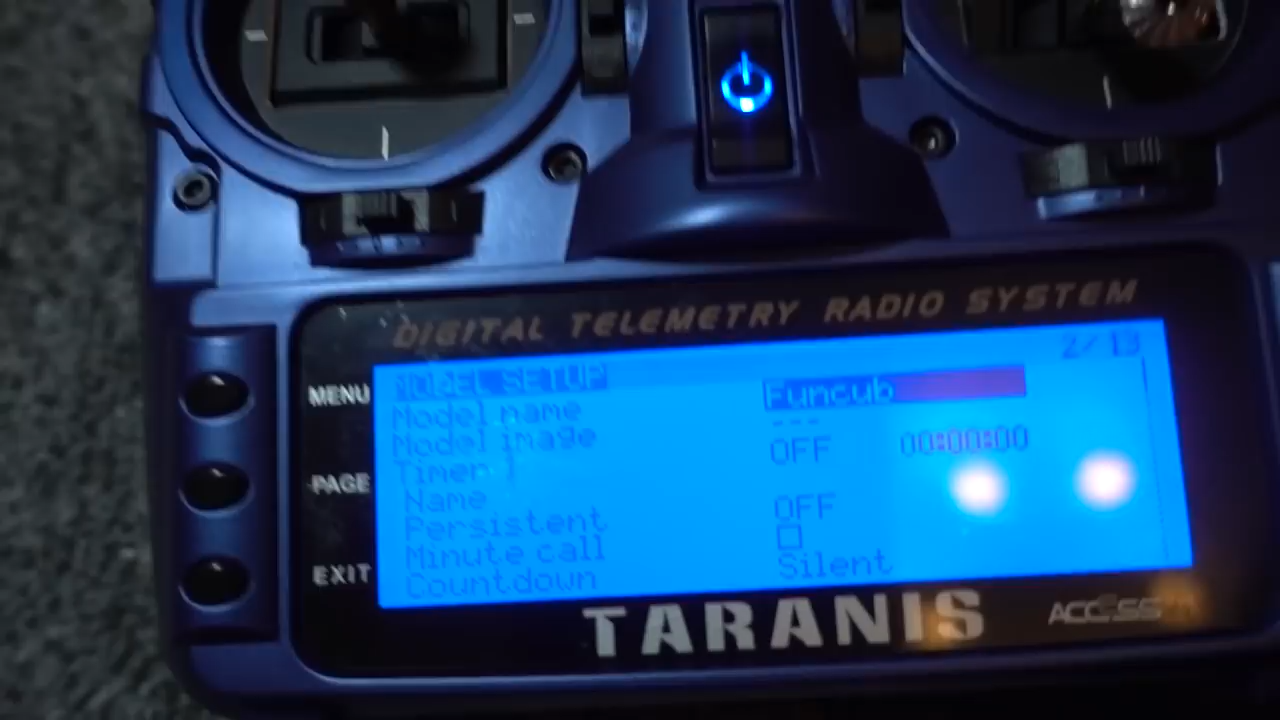 DIGITAL TELEMETRY RADIO SYSTEM
MODEL SETUP 2/13
Model name Funcub
Model image ---
Timer 1 OFF 00:00:00
Name
Persistent OFF
Minute call
Countdown Silent
MENU
PAGE
EXIT
TARANIS
ACCESS